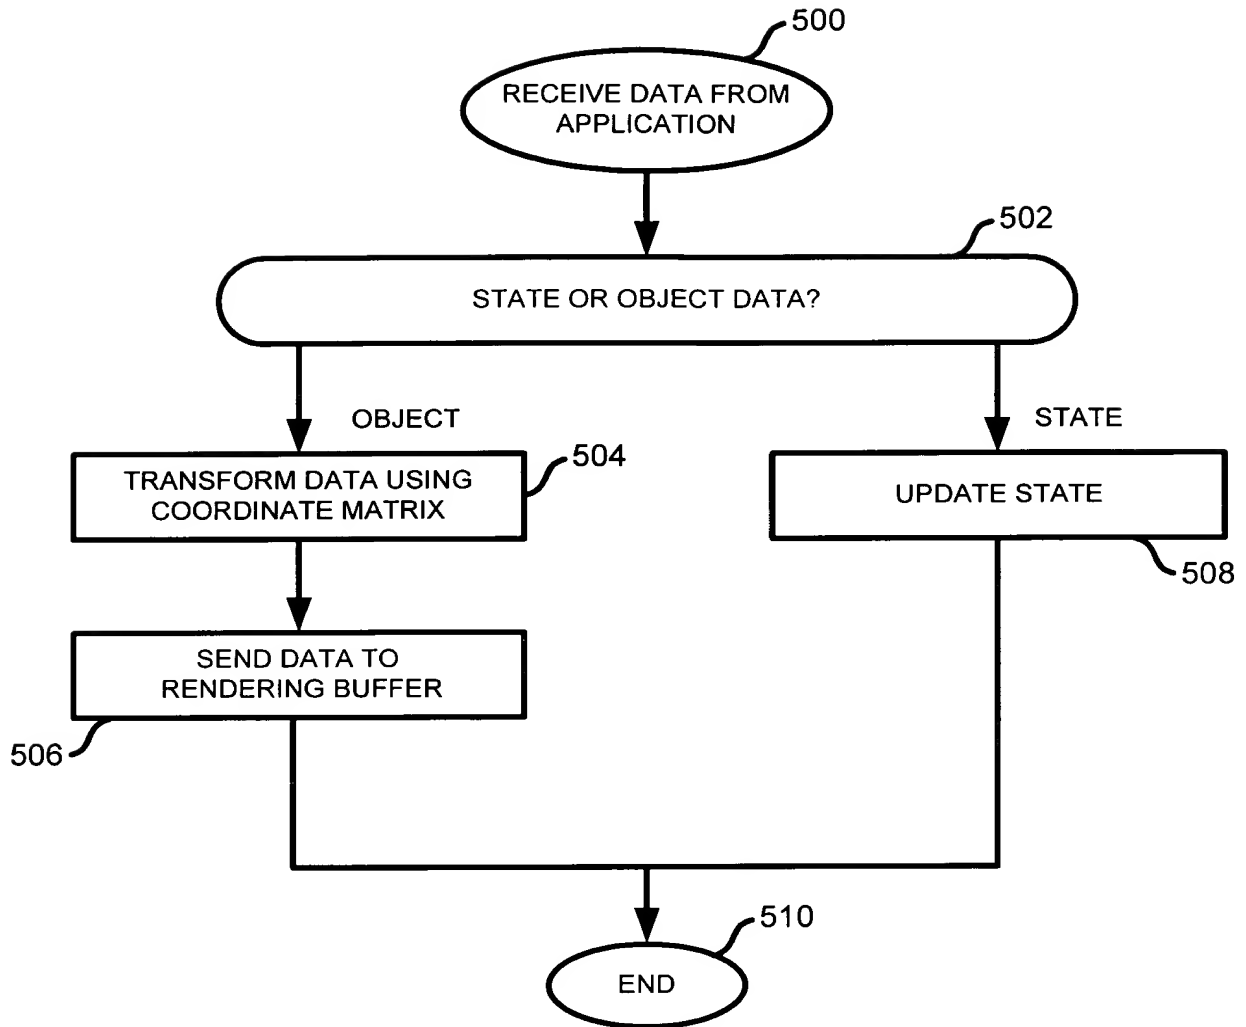 500
RECEIVE DATA FROM
APPLICATION
502
STATE OR OBJECT DATA?
OBJECT
STATE
504
TRANSFORM DATA USING
COORDINATE MATRIX
UPDATE STATE
508
SEND DATA TO
RENDERING BUFFER
506
510
END